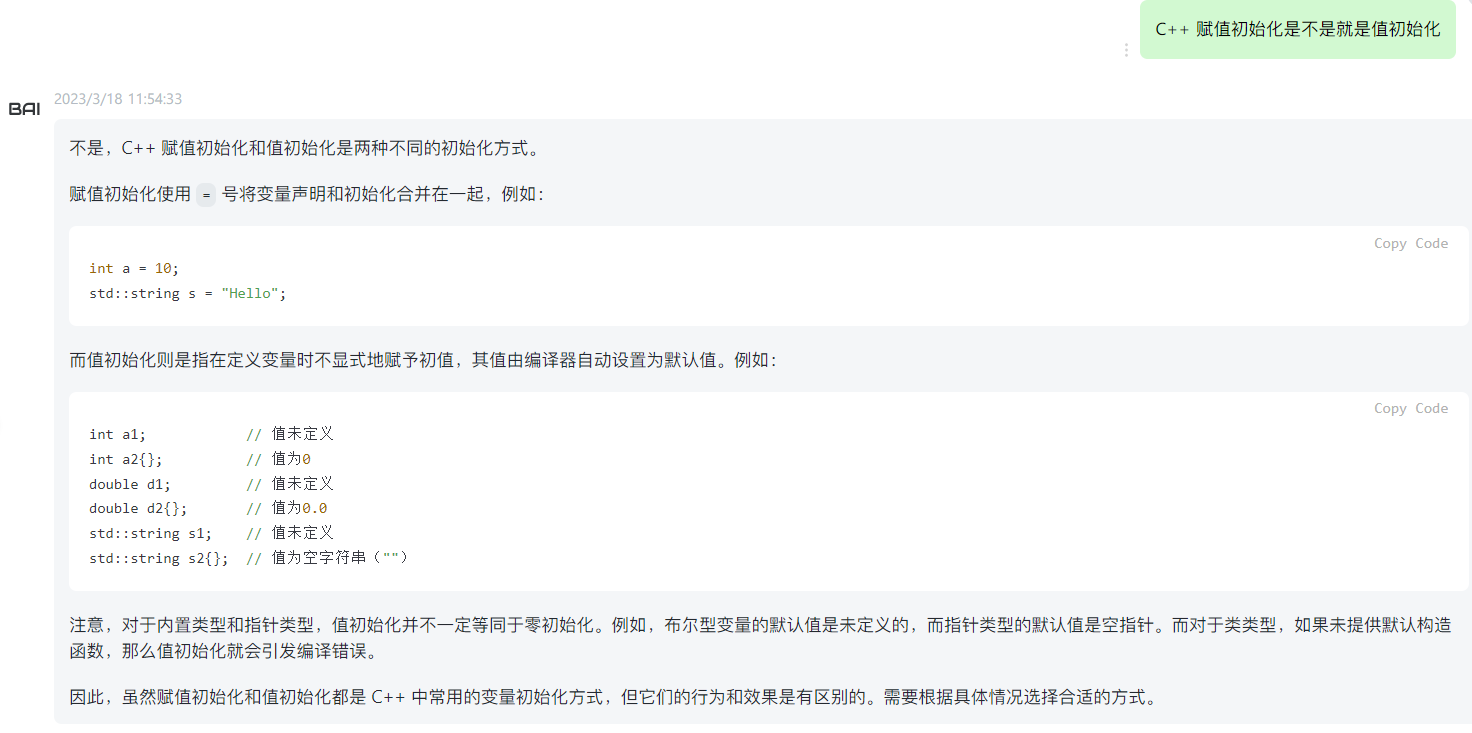 C++ 赋值初始化是不是就是值初始化
BAI
2023/3/18 11:54:33
不是，C++ 赋值初始化和值初始化是两种不同的初始化方式。
赋值初始化使用 = 号将变量声明和初始化合并在一起，例如：
Copy Code
int a = 10;
std::string s = "Hello";
而值初始化则是指在定义变量时不显式地赋予初值，其值由编译器自动设置为默认值。例如：
Copy Code
int a1; // 值未定义
int a2{}; // 值为0
double d1; // 值未定义
double d2{}; // 值为0.0
std::string s1; // 值未定义
std::string s2{}; // 值为空字符串（""）
注意，对于内置类型和指针类型，值初始化并不一定等同于零初始化。例如，布尔型变量的默认值是未定义的，而指针类型的默认值是空指针。而对于类类型，如果未提供默认构造
函数，那么值初始化就会引发编译错误。
因此，虽然赋值初始化和值初始化都是 C++ 中常用的变量初始化方式，但它们的行为和效果是有区别的。需要根据具体情况选择合适的方式。